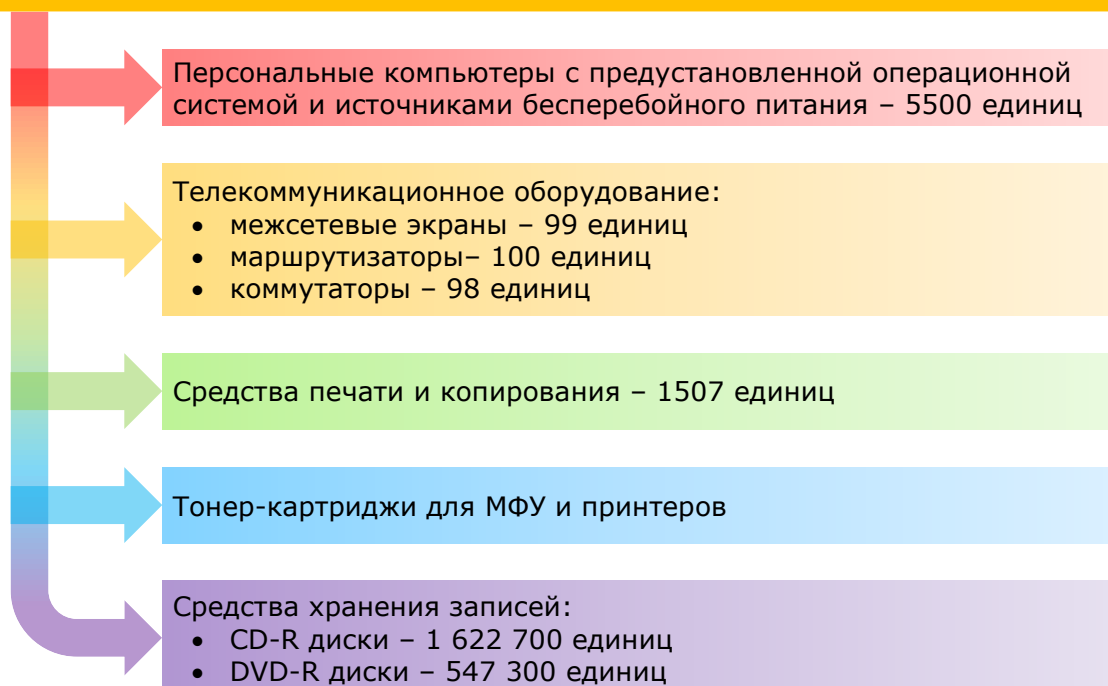 Персональные компьютеры с предустановленной операционной
системой и источниками бесперебойного питания – 5500 единиц
Телекоммуникационное оборудование:
• межсетевые экраны – 99 единиц
• маршрутизаторы– 100 единиц
• коммутаторы – 98 единиц
Средства печати и копирования – 1507 единиц
Тонер-картриджи для МФУ и принтеров
Средства хранения записей:
• CD-R диски – 1 622 700 единиц
• DVD-R диски – 547 300 единиц